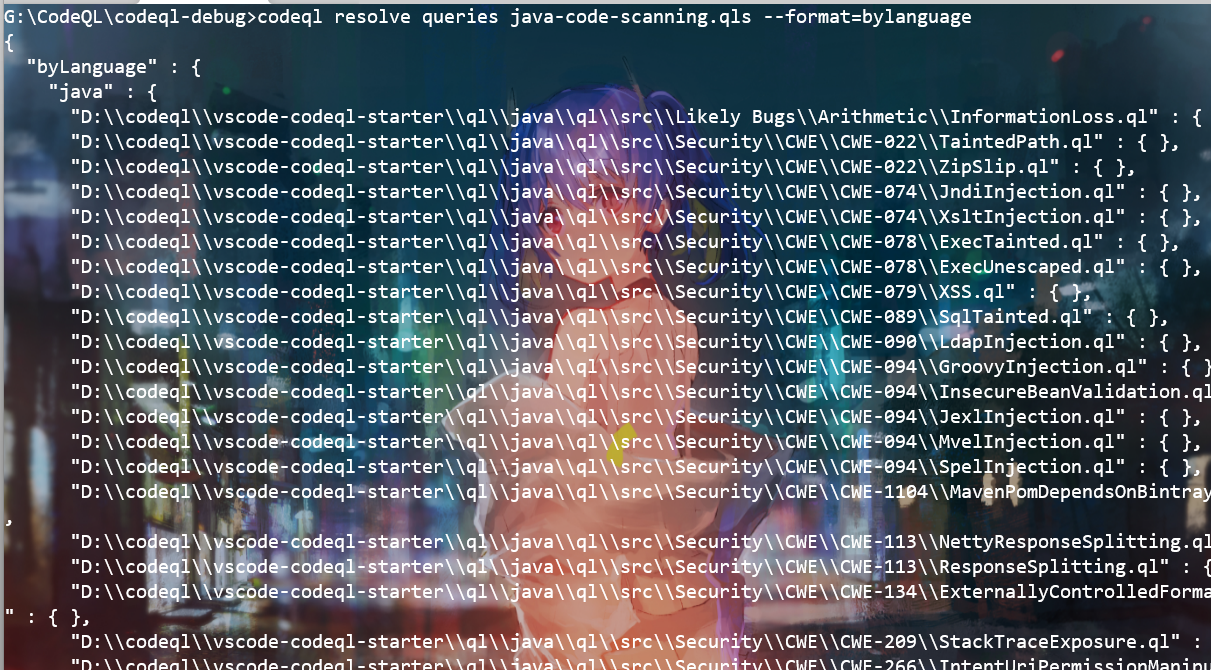 G:\CodeQL\codeql-debug>codeql resolve queries java-code-scanning.qls --format=bylanguage
{
"byLanguage" : {
"java" : {
"D:\\codeql\\vscode-codeql-starter\\ql\\java\\ql\\src\\Likely Bugs\\Arithmetic\\InformationLoss.ql" : {
"D:\\codeql\\vscode-codeql-starter\\ql\\java\\ql\\src\\Security\\CWE\\CWE-022\\TaintedPath.ql" : { },
"D:\\codeql\\vscode-codeql-starter\\ql\\java\\ql\\src\\Security\\CWE\\CWE-022\\ZipSlip.ql" : { },
"D:\\codeql\\vscode-codeql-starter\\ql\\java\\ql\\src\\Security\\CWE\\CWE-074\\JndiInjection.ql" : { },
"D:\\codeql\\vscode-codeql-starter\\ql\\java\\ql\\src\\Security\\CWE\\CWE-074\\XsltInjection.ql" : { },
"D:\\codeql\\vscode-codeql-starter\\ql\\java\\ql\\src\\Security\\CWE\\CWE-078\\ExecTainted.ql" : { },
"D:\\codeql\\vscode-codeql-starter\\ql\\java\\ql\\src\\Security\\CWE\\CWE-078\\ExecUnescaped.ql" : { },
"D:\\codeql\\vscode-codeql-starter\\ql\\java\\ql\\src\\Security\\CWE\\CWE-079\\XSS.ql" : { },
"D:\\codeql\\vscode-codeql-starter\\ql\\java\\ql\\src\\Security\\CWE\\CWE-089\\SqlTainted.ql" : { },
"D:\\codeql\\vscode-codeql-starter\\ql\\java\\ql\\src\\Security\\CWE\\CWE-090\\LdapInjection.ql" : { },
"D:\\codeql\\vscode-codeql-starter\\ql\\java\\ql\\src\\Security\\CWE\\CWE-094\\GroovyInjection.ql" : { }
"D:\\codeql\\vscode-codeql-starter\\ql\\java\\ql\\src\\Security\\CWE\\CWE-094\\InsecureBeanValidation.ql
"D:\\codeql\\vscode-codeql-starter\\ql\\java\\ql\\src\\Security\\CWE\\CWE-094\\JexlInjection.ql" : { },
"D:\\codeql\\vscode-codeql-starter\\ql\\java\\ql\\src\\Security\\CWE\\CWE-094\\MvelInjection.ql" : { },
"D:\\codeql\\vscode-codeql-starter\\ql\\java\\ql\\src\\Security\\CWE\\CWE-094\\SpelInjection.ql" : { },
"D:\\codeql\\vscode-codeql-starter\\ql\\java\\ql\\src\\Security\\CWE\\CWE-1104\\MavenPomDependsOnBintray
,
"D:\\codeql\\vscode-codeql-starter\\ql\\java\\ql\\src\\Security\\CWE\\CWE-113\\NettyResponseSplitting.ql
"D:\\codeql\\vscode-codeql-starter\\ql\\java\\ql\\src\\Security\\CWE\\CWE-113\\ResponseSplitting.ql" : {
"D:\\codeql\\vscode-codeql-starter\\ql\\java\\ql\\src\\Security\\CWE\\CWE-134\\ExternallyControlledForma
" : { },
"D:\\codeql\\vscode-codeql-starter\\ql\\java\\ql\\src\\Security\\CWE\\CWE-209\\StackTraceExposure.ql" :
"D:\\codeql\\vscode-codeql-starter\\ql\\java\\ql\\src\\Security\\CWE\\CWE-266\\IntentUriPermissionManipu